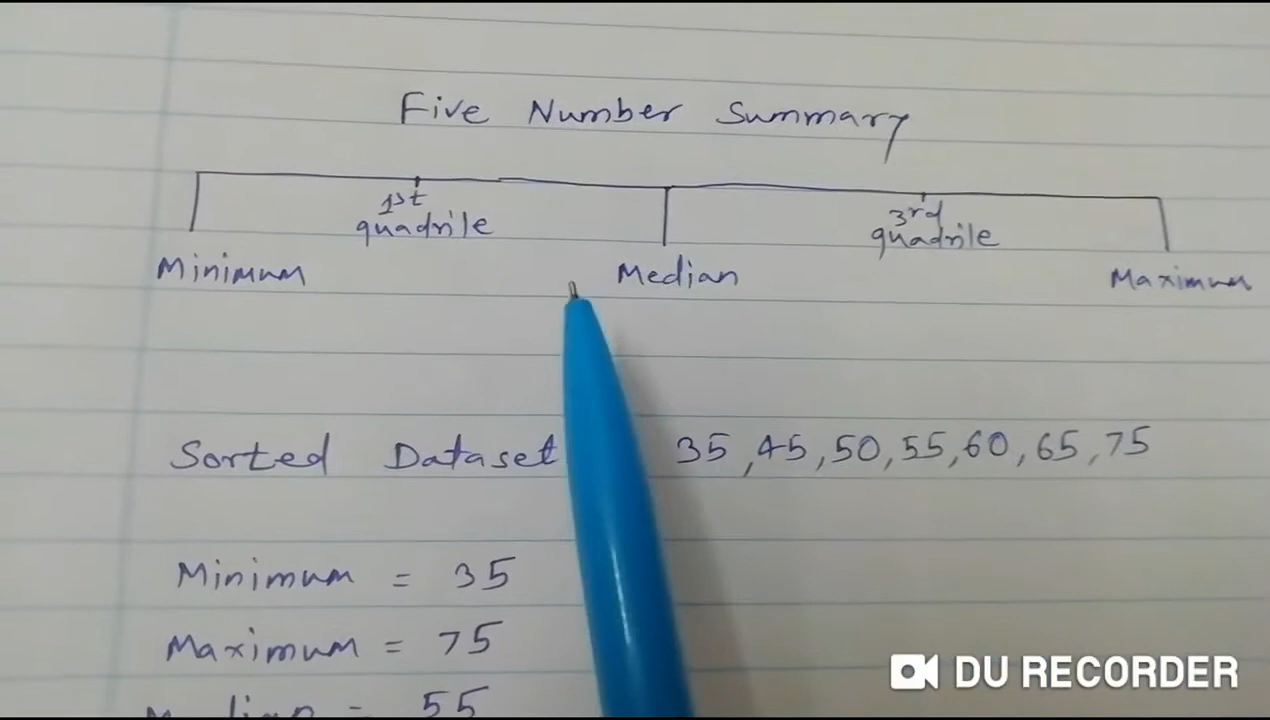 Five Number Summary
1st quadrile
3rd quadrile
Minimum Median Maximum
Sorted Dataset 35, 45, 50, 55, 60, 65, 75
Minimum = 35
Maximum = 75
Median = 55
DU RECORDER